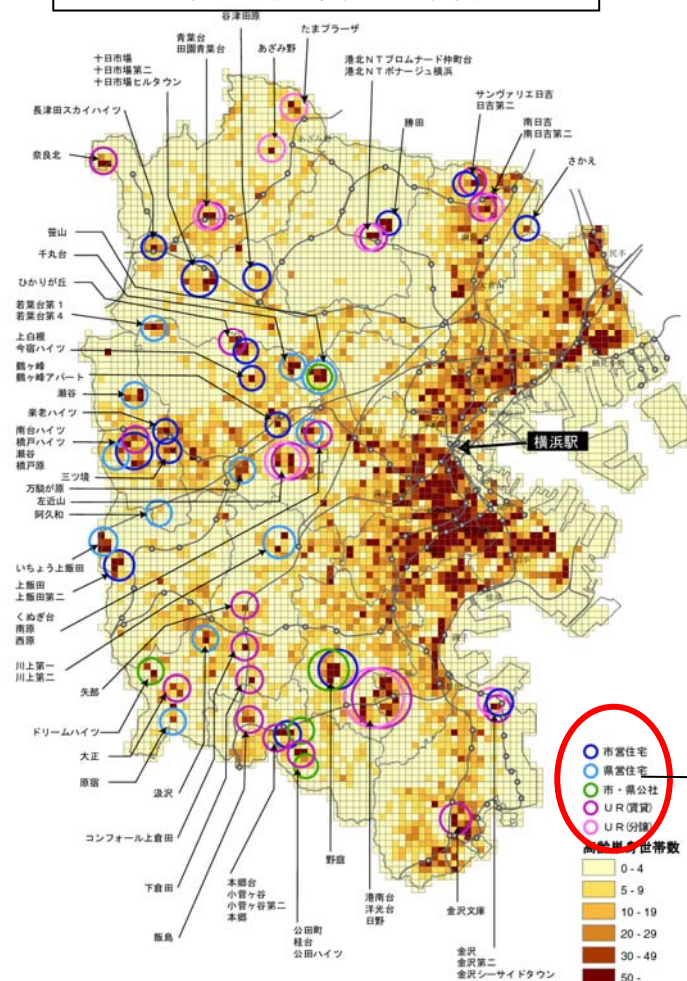 谷津田原
たまプラーザ
青葉台
田園青葉台
あざみ野
港北NTプロムナード仲町台
港北NTボナージュ横浜
十日市場
十日市場第二
十日市場ヒルタウン
サンヴァリエ日吉
日吉第二
長津田スカイハイツ
勝田
南日吉
南日吉第二
奈良北
さかえ
笹山
千丸台
ひかりが丘
若葉台第1
若葉台第4
上白根
今宿ハイツ
鶴ヶ峰
鶴ヶ峰アパート
瀬谷
楽老ハイツ
南台ハイツ
橋戸ハイツ
瀬谷
橋戸原
横浜駅
三ツ境
万騎が原
左近山
阿久和
いちょう上飯田
上飯田
上飯田第二
くぬぎ台
南原
西原
川上第一
川上第二
矢部
ドリームハイツ
大正
原宿
汲沢
コンフォール上倉田
下倉田
飯島
本郷台
小菅ヶ谷
小菅ヶ谷第二
本郷
公田町
桂台
公田ハイツ
野庭
港南台
洋光台
日野
金沢文庫
金沢
金沢第二
金沢シーサイドタウン
市営住宅
県営住宅
市・県公社
UR(賃貸)
UR(分譲)
高齢単身世帯数
0 - 4
5 - 9
10 - 19
20 - 29
30 - 49
50 -